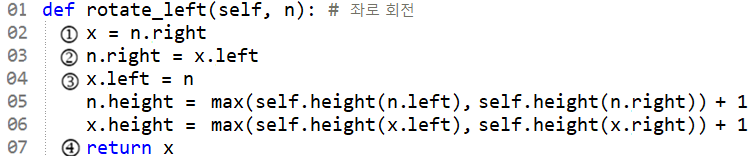 01 def rotate_left(self, n): # 좌로 회전
02 ① x = n.right
03 ② n.right = x.left
04 ③ x.left = n
05 n.height = max(self.height(n.left), self.height(n.right)) + 1
06 x.height = max(self.height(x.left), self.height(x.right)) + 1
07 ④ return x